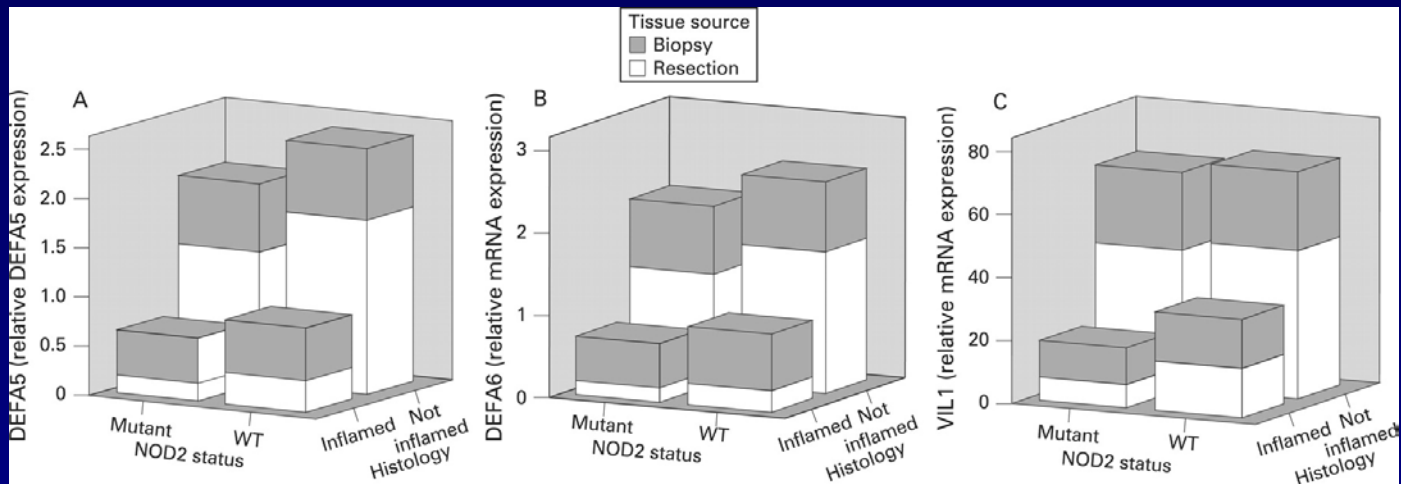 Tissue source
Biopsy
Resection
A
DEFA5 (relative DEFA5 expression)
2.5
2.0
1.5
1.0
0.5
0
Mutant
WT
NOD2 status
Inflamed
Not
inflamed
Histology
B
DEFA6 (relative mRNA expression)
3
2
1
0
Mutant
WT
NOD2 status
Inflamed
Not
inflamed
Histology
C
VIL1 (relative mRNA expression)
80
60
40
20
0
Mutant
WT
NOD2 status
Inflamed
Not
inflamed
Histology